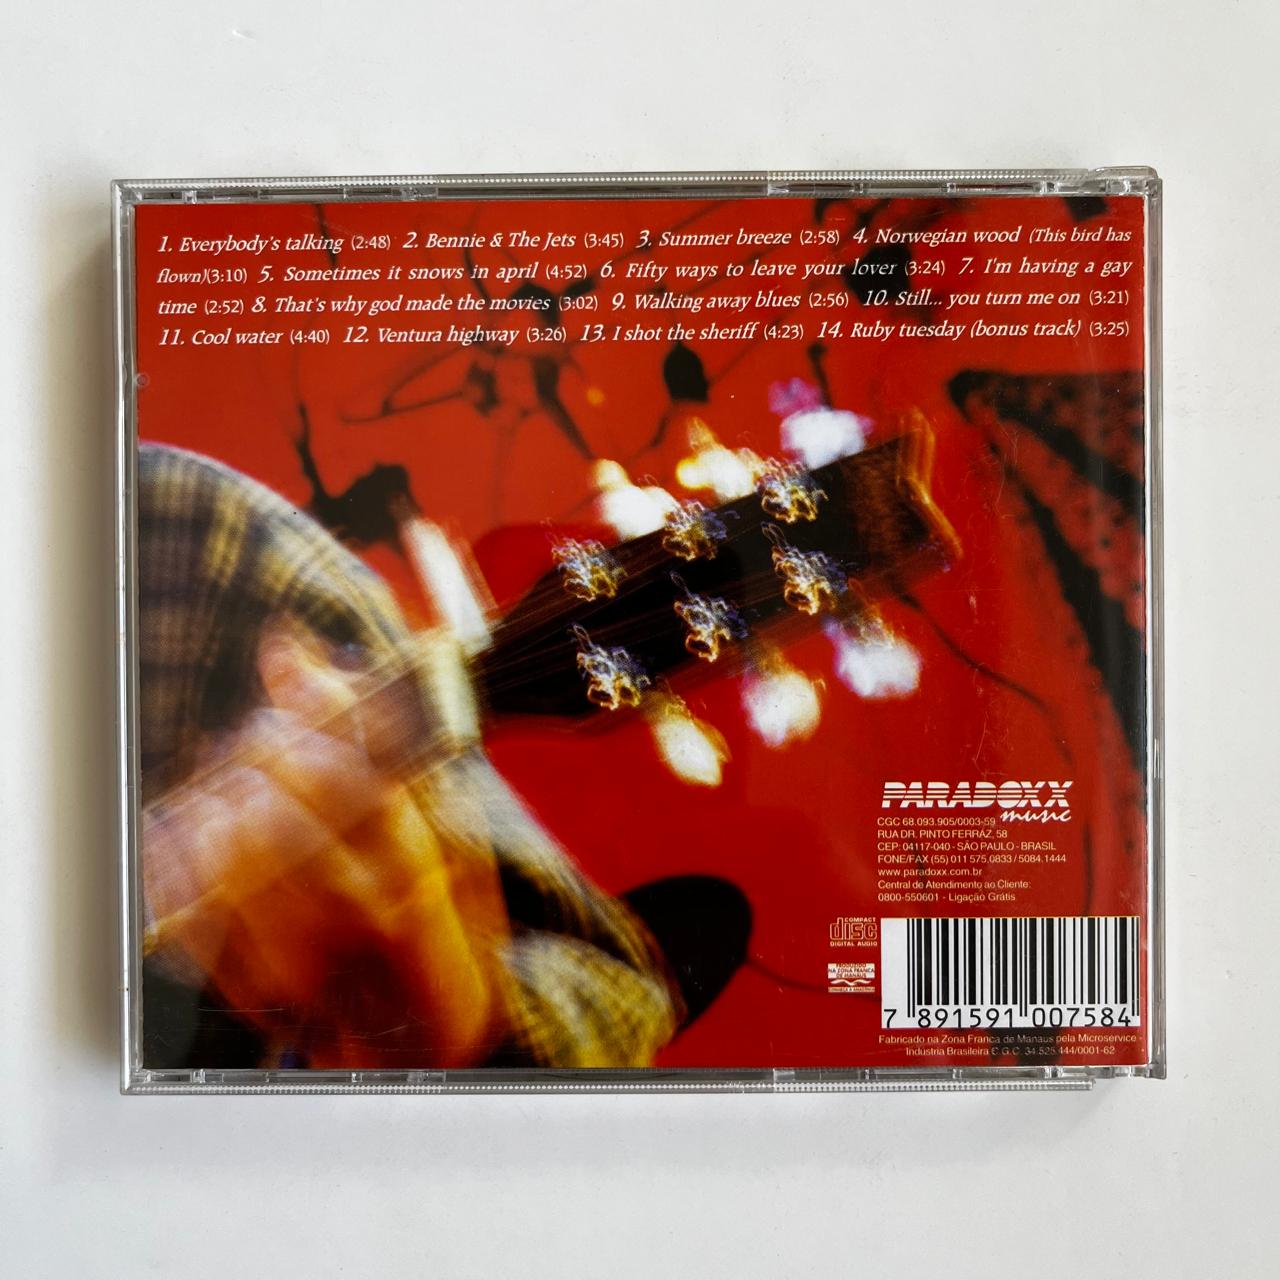 1. Everybody's talking (2:48) 2. Bennie & The Jets (3:45) 3. Summer breeze (2:58) 4. Norwegian wood (This bird has
flown)(3:10) 5. Sometimes it snows in april (4:52) 6. Fifty ways to leave your lover (3:24) 7. I'm having a gay
time (2:52) 8. That's why god made the movies (3:02) 9. Walking away blues (2:56) 10. Still... you turn me on (3:21)
11. Cool water (4:40) 12. Ventura highway (3:26) 13. I shot the sheriff (4:23) 14. Ruby tuesday (bonus track) (3:25)
PARADOXX
music
CGC 68.093.905/0003-59
RUA DR. PINTO FERRAZ, 58
CEP: 04117-040 - SÃO PAULO - BRASIL
FONE/FAX (55) 011 575.0833 / 5084.1444
www.paradoxx.com.br
Central de Atendimento ao Cliente:
0800-550601 - Ligação Grátis
COMPACT
disc
DIGITAL AUDIO
PRODUZIDO
NA ZONA FRANCA
DE MANAUS
CONHEÇA A AMAZÔNIA
7 891591 007584
Fabricado na Zona Franca de Manaus pela Microservice -
Indústria Brasileira C.G.C. 34.525.444/0001-62